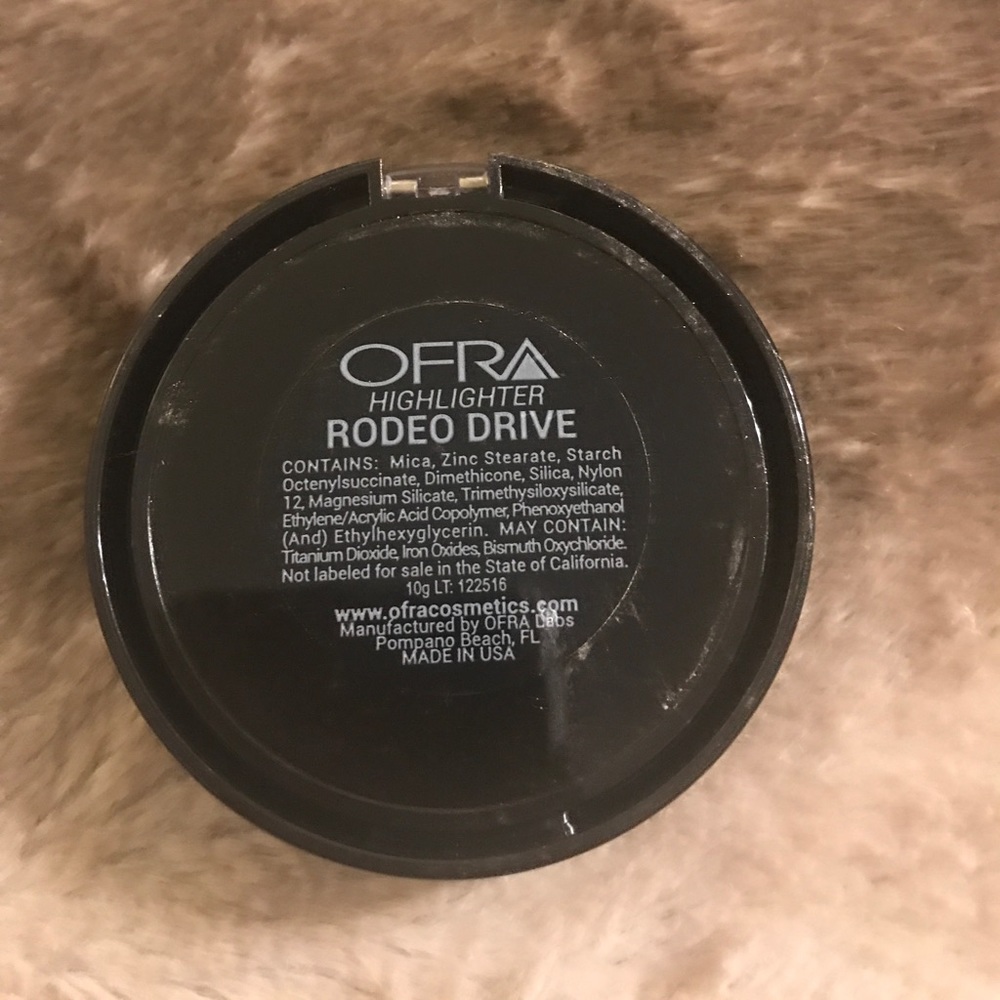 OFRA
HIGHLIGHTER
RODEO DRIVE
CONTAINS: Mica, Zinc Stearate, Starch
Octenylsuccinate, Dimethicone, Silica, Nylon
12, Magnesium Silicate, Trimethysiloxysilicate,
Ethylene/Acrylic Acid Copolymer, Phenoxyethanol
(And) Ethylhexyglycerin. MAY CONTAIN:
Titanium Dioxide, Iron Oxides, Bismuth Oxychloride.
Not labeled for sale in the State of California.
10g LT: 122516
www.ofracosmetics.com
Manufactured by OFRA Labs
Pompano Beach, FL
MADE IN USA